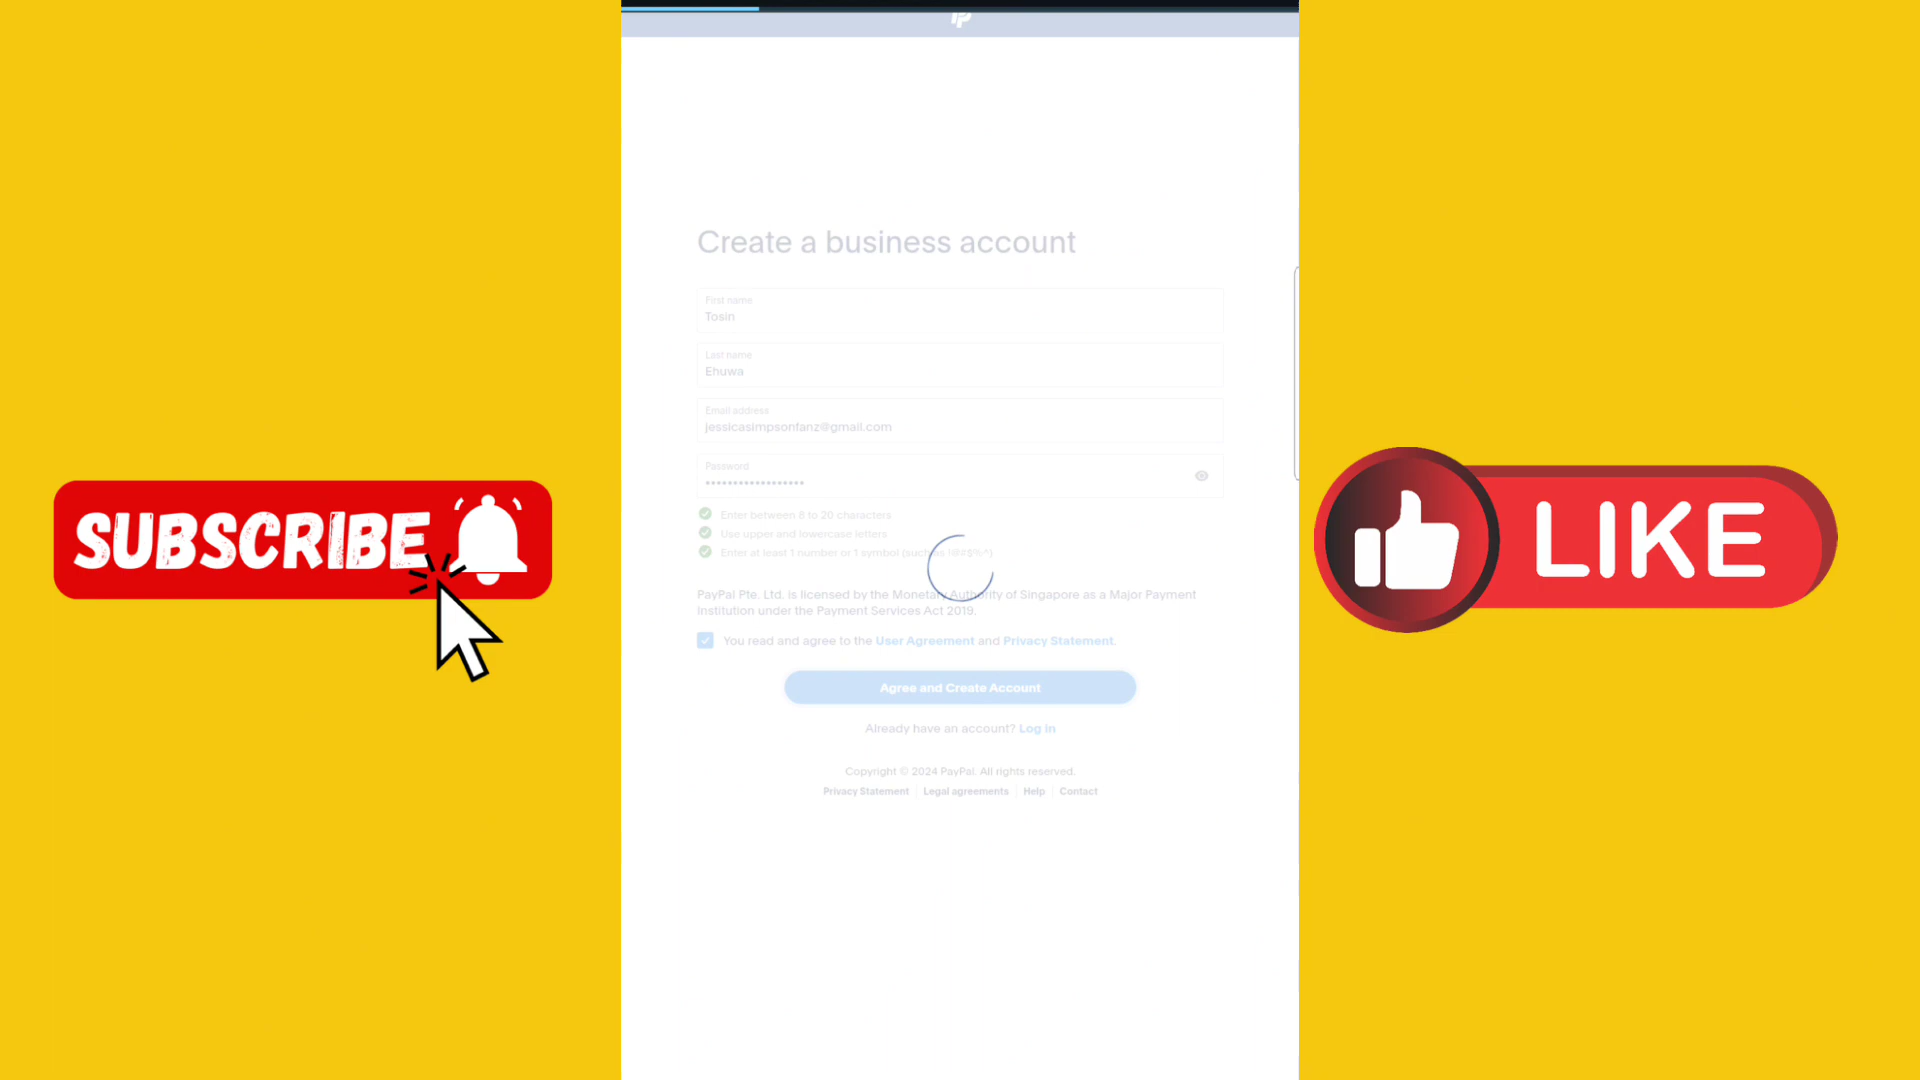 Create a business account
First name
Tosin
Last name
Ehuwa
Email address
jessicasimpsonfanz@gmail.com
Password
Enter between 8 to 20 characters
Use upper and lowercase letters
Enter at least 1 number or 1 symbol (such as !@#$%^)
PayPal Pte. Ltd. is licensed by the Monetary Authority of Singapore as a Major Payment
Institution under the Payment Services Act 2019.
You read and agree to the User Agreement and Privacy Statement.
Agree and Create Account
Already have an account? Log in
Copyright © 2024 PayPal. All rights reserved.
Privacy Statement Legal agreements Help Contact
SUBSCRIBE
LIKE